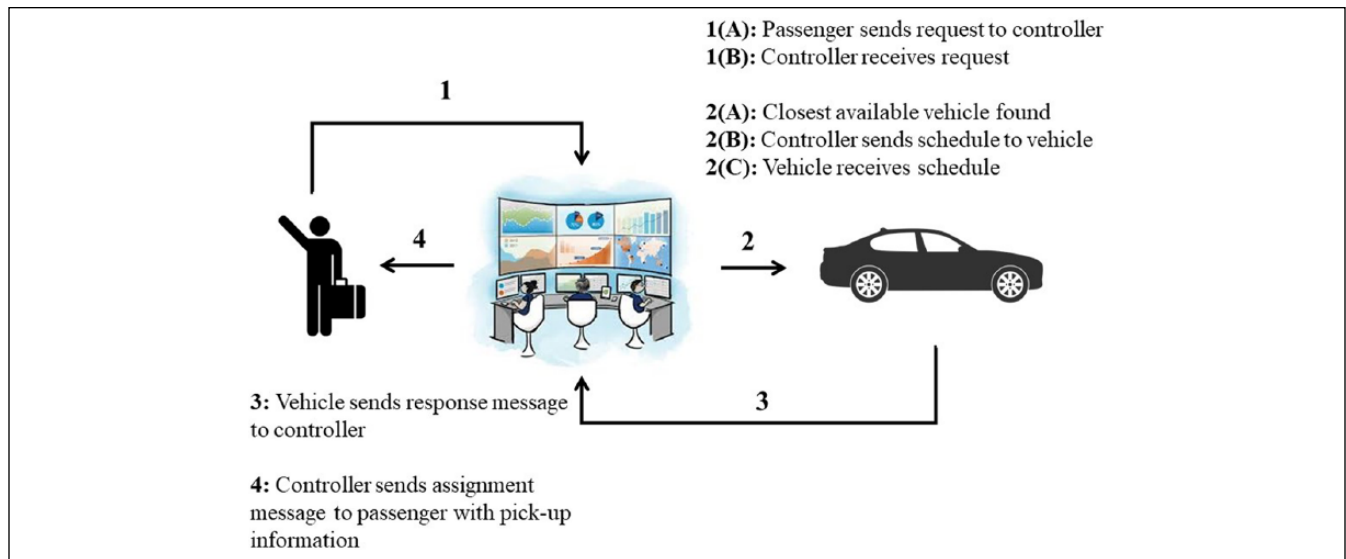 1(A): Passenger sends request to controller
1(B): Controller receives request
1
2(A): Closest available vehicle found
2(B): Controller sends schedule to vehicle
2(C): Vehicle receives schedule
4
2
3: Vehicle sends response message
to controller
3
4: Controller sends assignment
message to passenger with pick-up
information